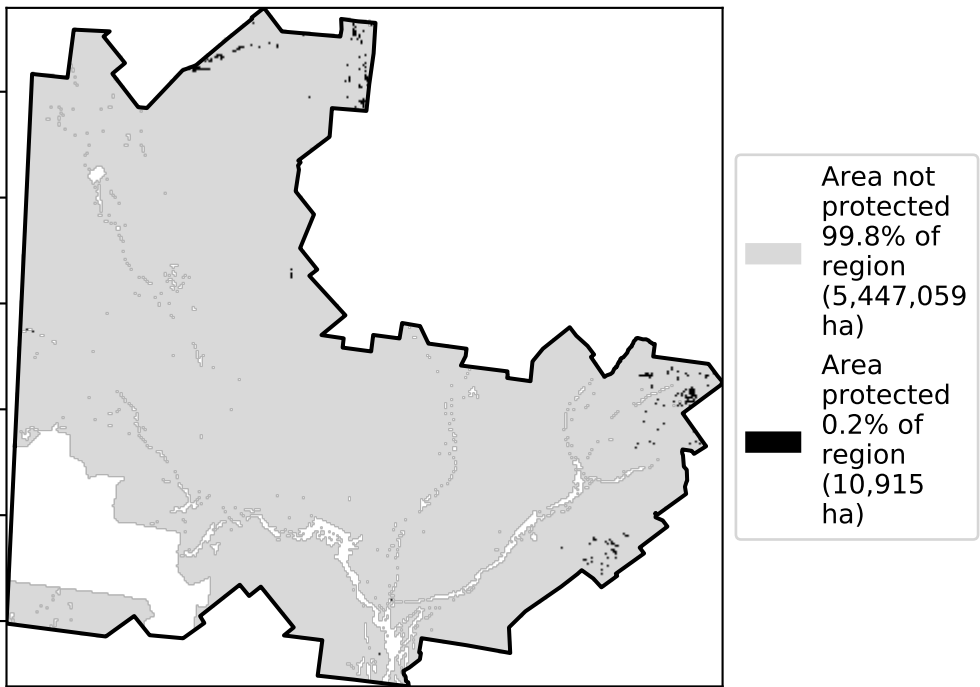 Area not
protected
99.8% of
region
(5,447,059
ha)
Area
protected
0.2% of
region
(10,915
ha)